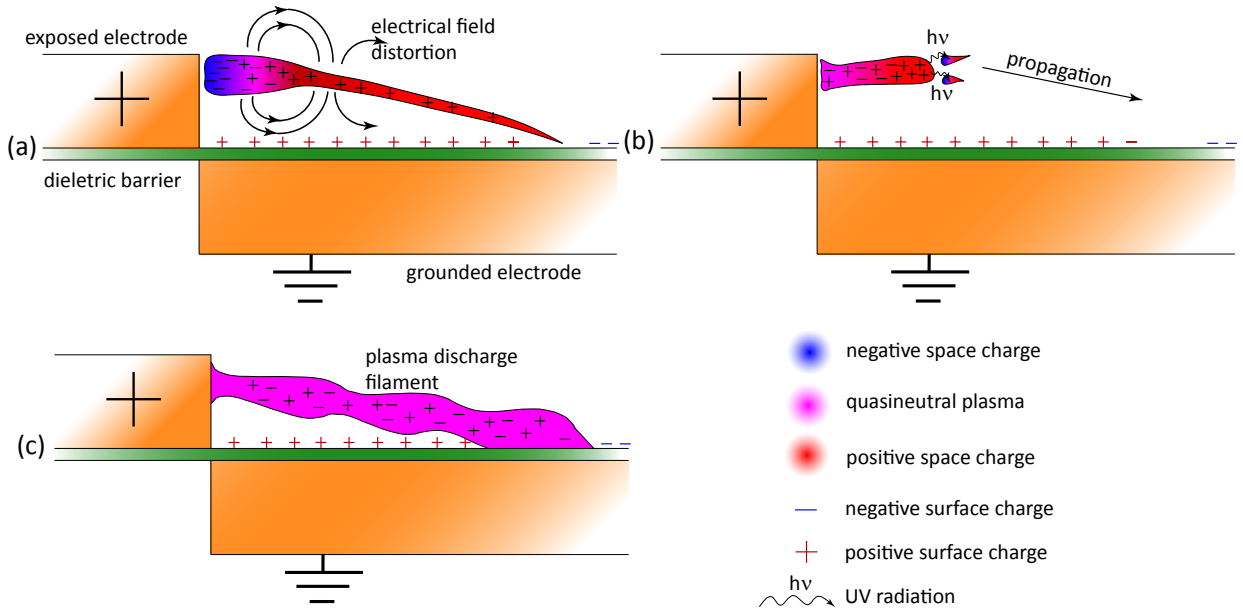 exposed electrode
electrical field
distortion
(a)
dieletric barrier
grounded electrode
hν
hν
propagation
(b)
plasma discharge
filament
(c)
negative space charge
quasineutral plasma
positive space charge
negative surface charge
positive surface charge
hν
UV radiation